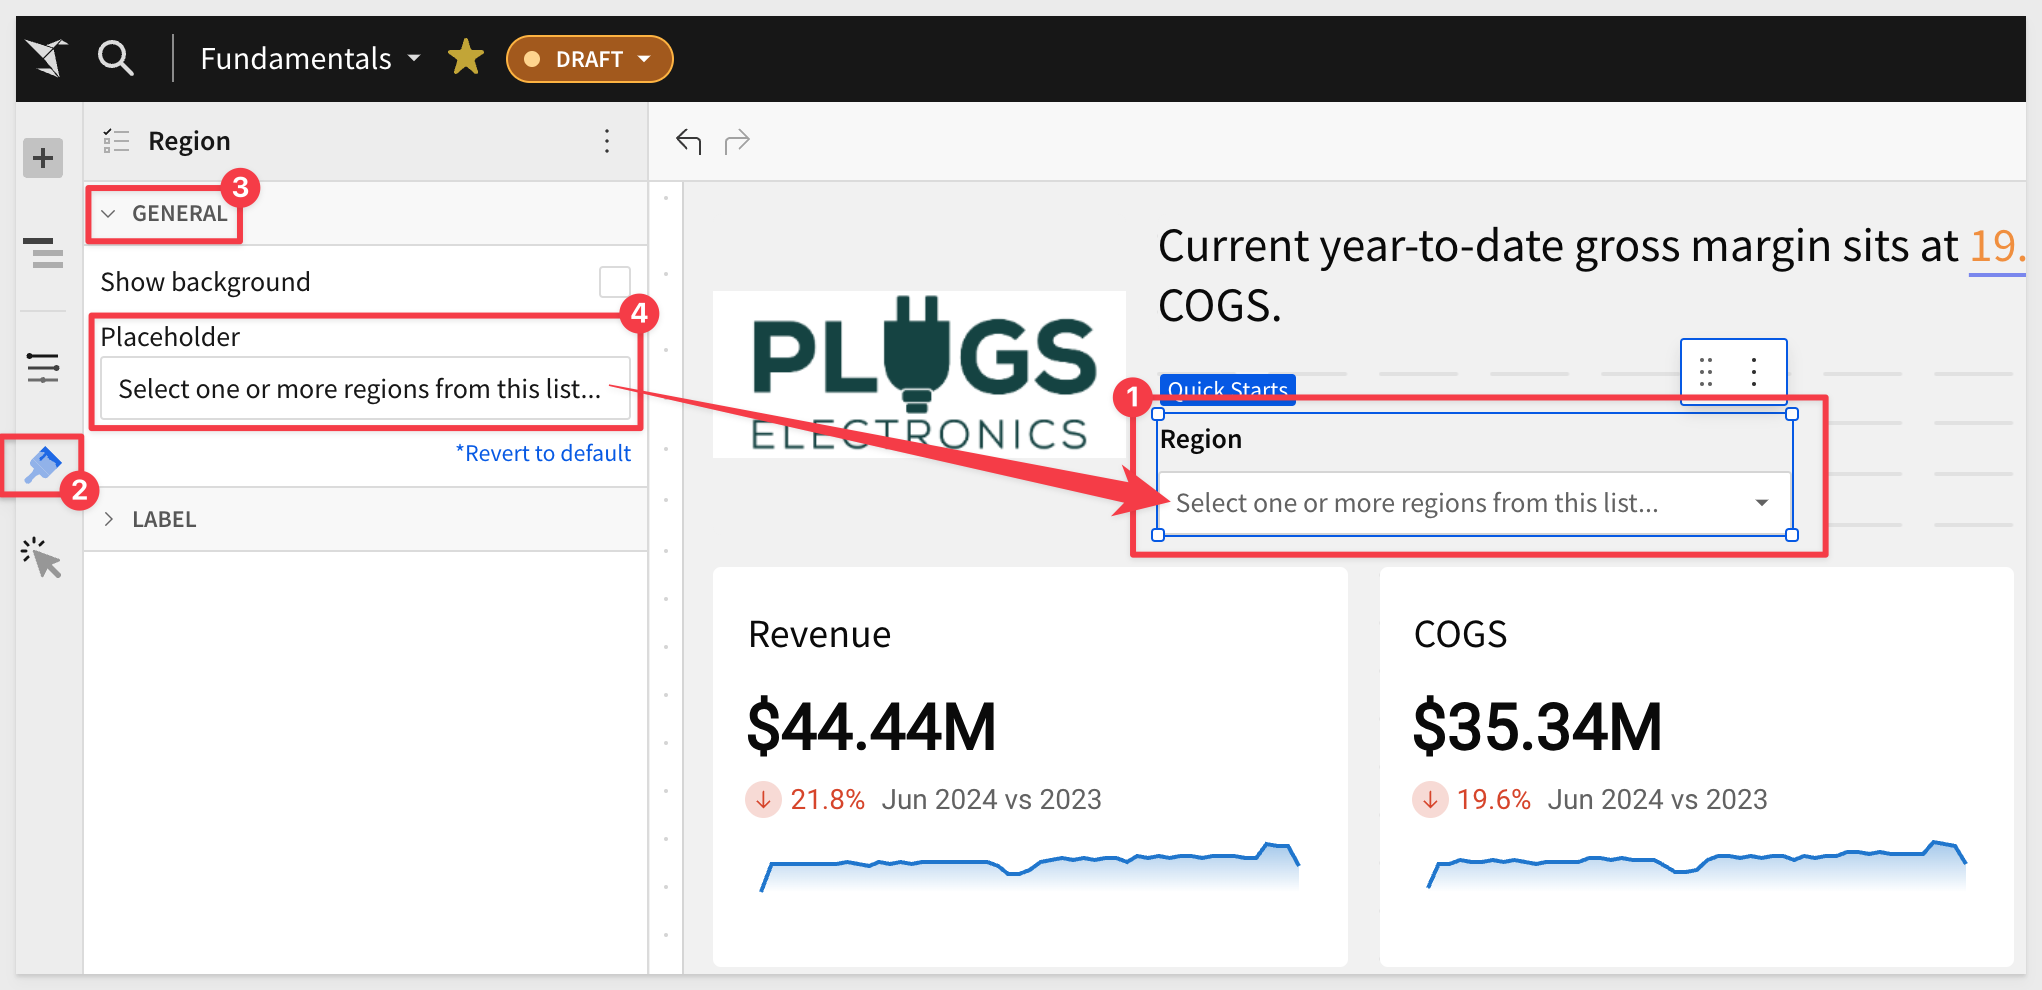 Fundamentals
DRAFT
Region
3
GENERAL
Show background
4
Placeholder
Select one or more regions from this list...
*Revert to default
2
LABEL
Current year-to-date gross margin sits at 19.
COGS.
PLUGS
ELECTRONICS
1
Quick Starts
Region
Select one or more regions from this list...
Revenue
$44.44M
21.8% Jun 2024 vs 2023
COGS
$35.34M
19.6% Jun 2024 vs 2023